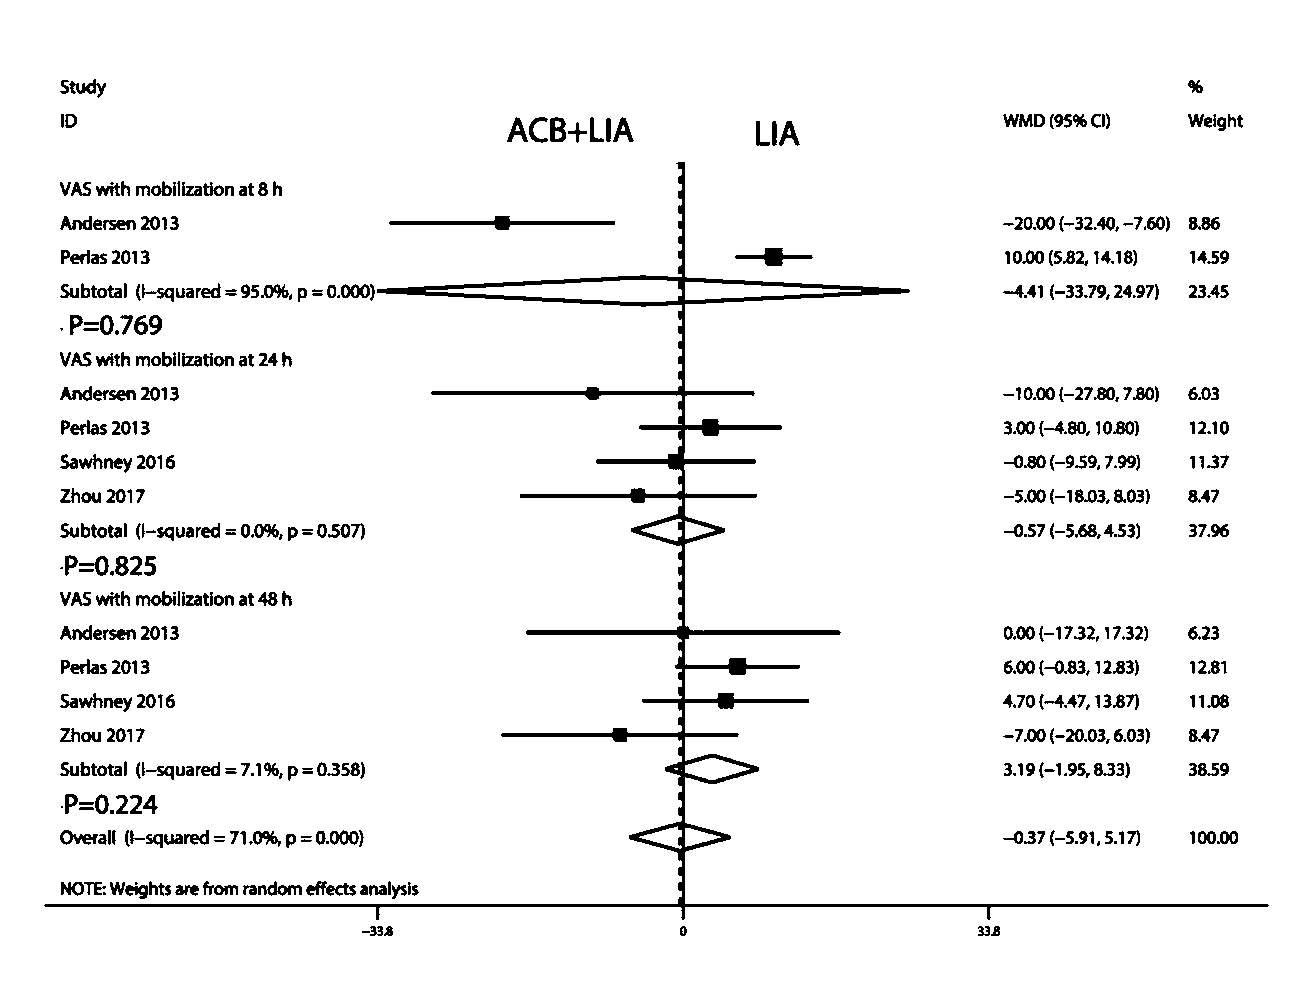 Study %
ID ACB+LIA LIA WMD (95% CI) Weight
VAS with mobilization at 8 h
Andersen 2013 −20.00 (−32.40, −7.60) 8.86
Perlas 2013 10.00 (5.82, 14.18) 14.59
Subtotal (I−squared = 95.0%, p = 0.000) −4.41 (−33.79, 24.97) 23.45
. P=0.769
VAS with mobilization at 24 h
Andersen 2013 −10.00 (−27.80, 7.80) 6.03
Perlas 2013 3.00 (−4.80, 10.80) 12.10
Sawhney 2016 −0.80 (−9.59, 7.99) 11.37
Zhou 2017 −5.00 (−18.03, 8.03) 8.47
Subtotal (I−squared = 0.0%, p = 0.507) −0.57 (−5.68, 4.53) 37.96
.P=0.825
VAS with mobilization at 48 h
Andersen 2013 0.00 (−17.32, 17.32) 6.23
Perlas 2013 6.00 (−0.83, 12.83) 12.81
Sawhney 2016 4.70 (−4.47, 13.87) 11.08
Zhou 2017 −7.00 (−20.03, 6.03) 8.47
Subtotal (I−squared = 7.1%, p = 0.358) 3.19 (−1.95, 8.33) 38.59
.P=0.224
Overall (I−squared = 71.0%, p = 0.000) −0.37 (−5.91, 5.17) 100.00
NOTE: Weights are from random effects analysis
−33.8 0 33.8